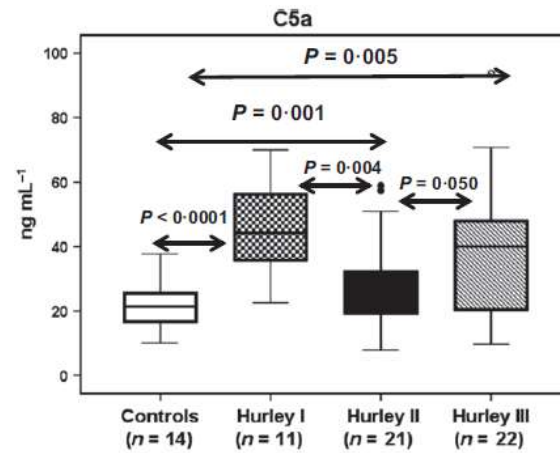 C5a
100
80
60
40
20
0
ng mL⁻¹
P = 0·005
P = 0·001
P = 0·004
P = 0·050
P < 0·0001
Controls Hurley I Hurley II Hurley III
(n = 14) (n = 11) (n = 21) (n = 22)